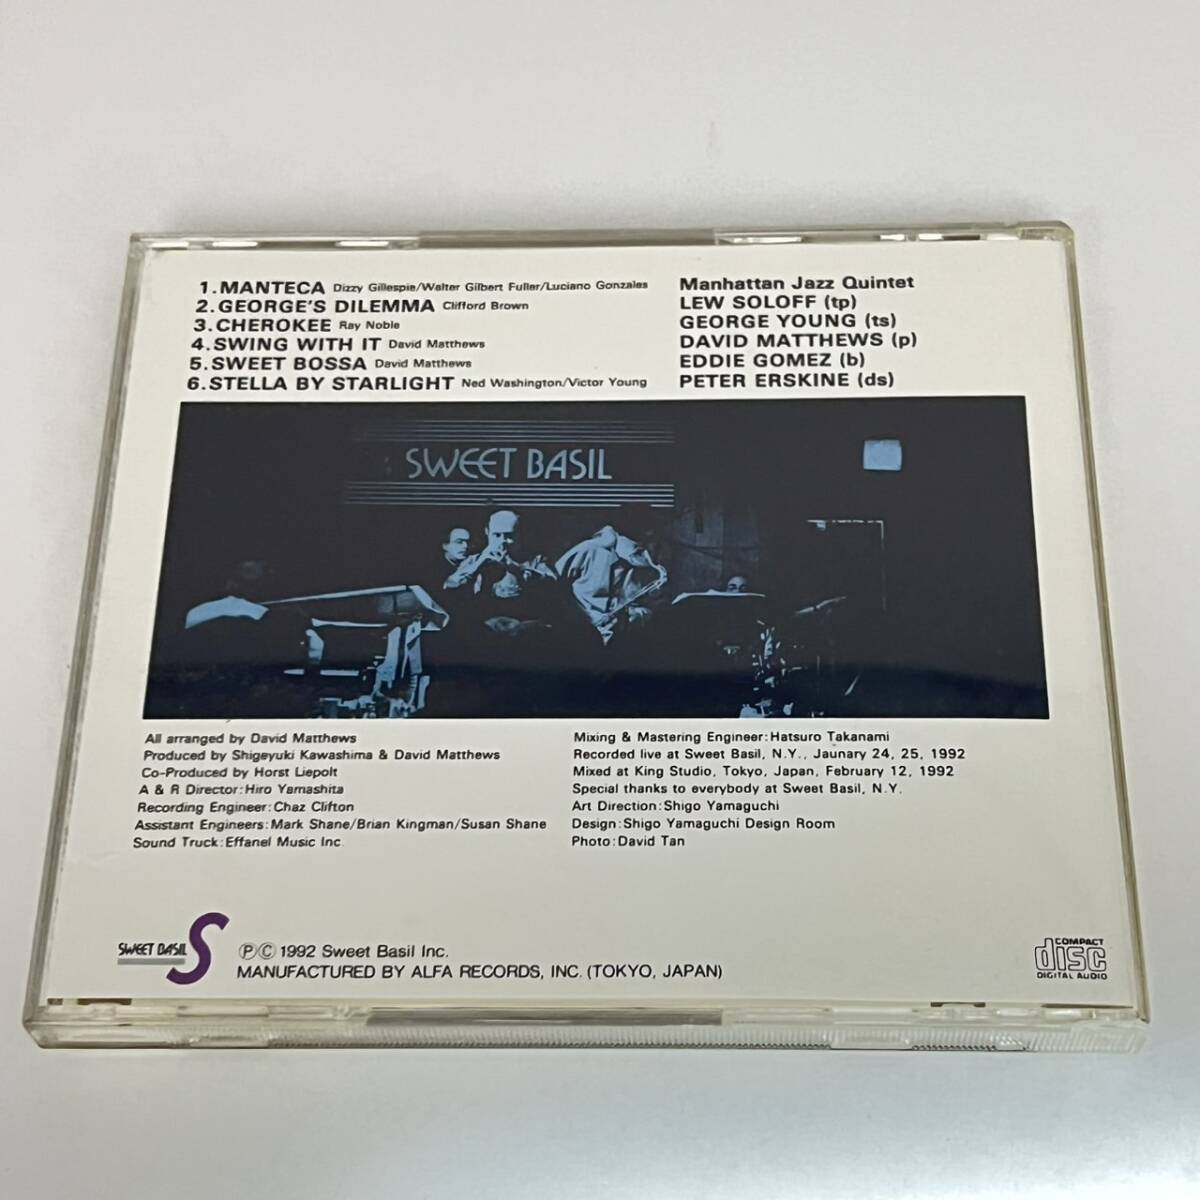 1.MANTECA Dizzy Gillespie/Walter Gilbert Fuller/Luciano Gonzales
2.GEORGE'S DILEMMA Clifford Brown
3.CHEROKEE Ray Noble
4.SWING WITH IT David Matthews
5.SWEET BOSSA David Matthews
6.STELLA BY STARLIGHT Ned Washington/Victor Young
Manhattan Jazz Quintet
LEW SOLOFF (tp)
GEORGE YOUNG (ts)
DAVID MATTHEWS (p)
EDDIE GOMEZ (b)
PETER ERSKINE (ds)
SWEET BASIL
All arranged by David Matthews
Produced by Shigeyuki Kawashima & David Matthews
Co-Produced by Horst Liepolt
A & R Director:Hiro Yamashita
Recording Engineer:Chaz Clifton
Assistant Engineers:Mark Shane/Brian Kingman/Susan Shane
Sound Truck:Effanel Music Inc.
Mixing & Mastering Engineer:Hatsuro Takanami
Recorded live at Sweet Basil, N.Y., Jaunary 24, 25, 1992
Mixed at King Studio, Tokyo, Japan, February 12, 1992
Special thanks to everybody at Sweet Basil, N.Y.
Art Direction:Shigo Yamaguchi
Design:Shigo Yamaguchi Design Room
Photo:David Tan
SWEET BASIL S
ⓅⒸ 1992 Sweet Basil Inc.
MANUFACTURED BY ALFA RECORDS, INC. (TOKYO, JAPAN)
COMPACT
disc
DIGITAL AUDIO